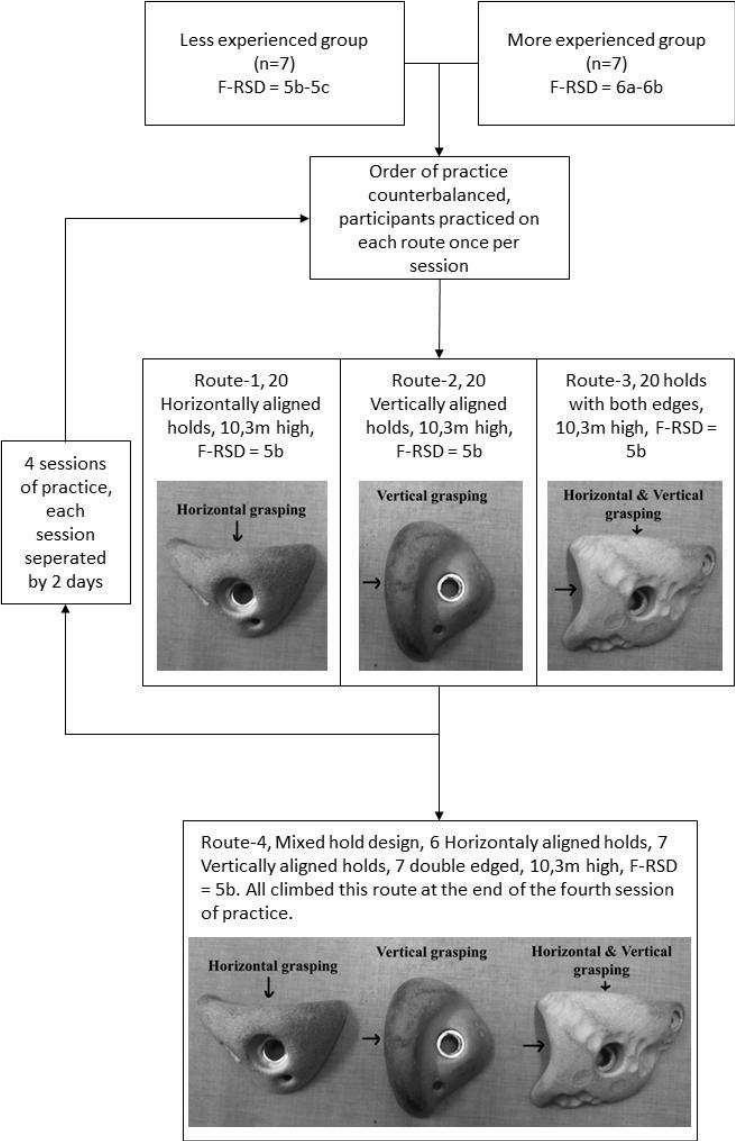 Less experienced group
(n=7)
F-RSD = 5b-5c
More experienced group
(n=7)
F-RSD = 6a-6b
Order of practice
counterbalanced,
participants practiced on
each route once per
session
Route-1, 20
Horizontally aligned
holds, 10,3m high,
F-RSD = 5b
Horizontal grasping
Route-2, 20
Vertically aligned
holds, 10,3m high,
F-RSD = 5b
Vertical grasping
Route-3, 20 holds
with both edges,
10,3m high, F-RSD =
5b
Horizontal & Vertical
grasping
4 sessions
of practice,
each
session
seperated
by 2 days
Route-4, Mixed hold design, 6 Horizontaly aligned holds, 7
Vertically aligned holds, 7 double edged, 10,3m high, F-RSD
= 5b. All climbed this route at the end of the fourth session
of practice.
Horizontal grasping
Vertical grasping
Horizontal & Vertical
grasping